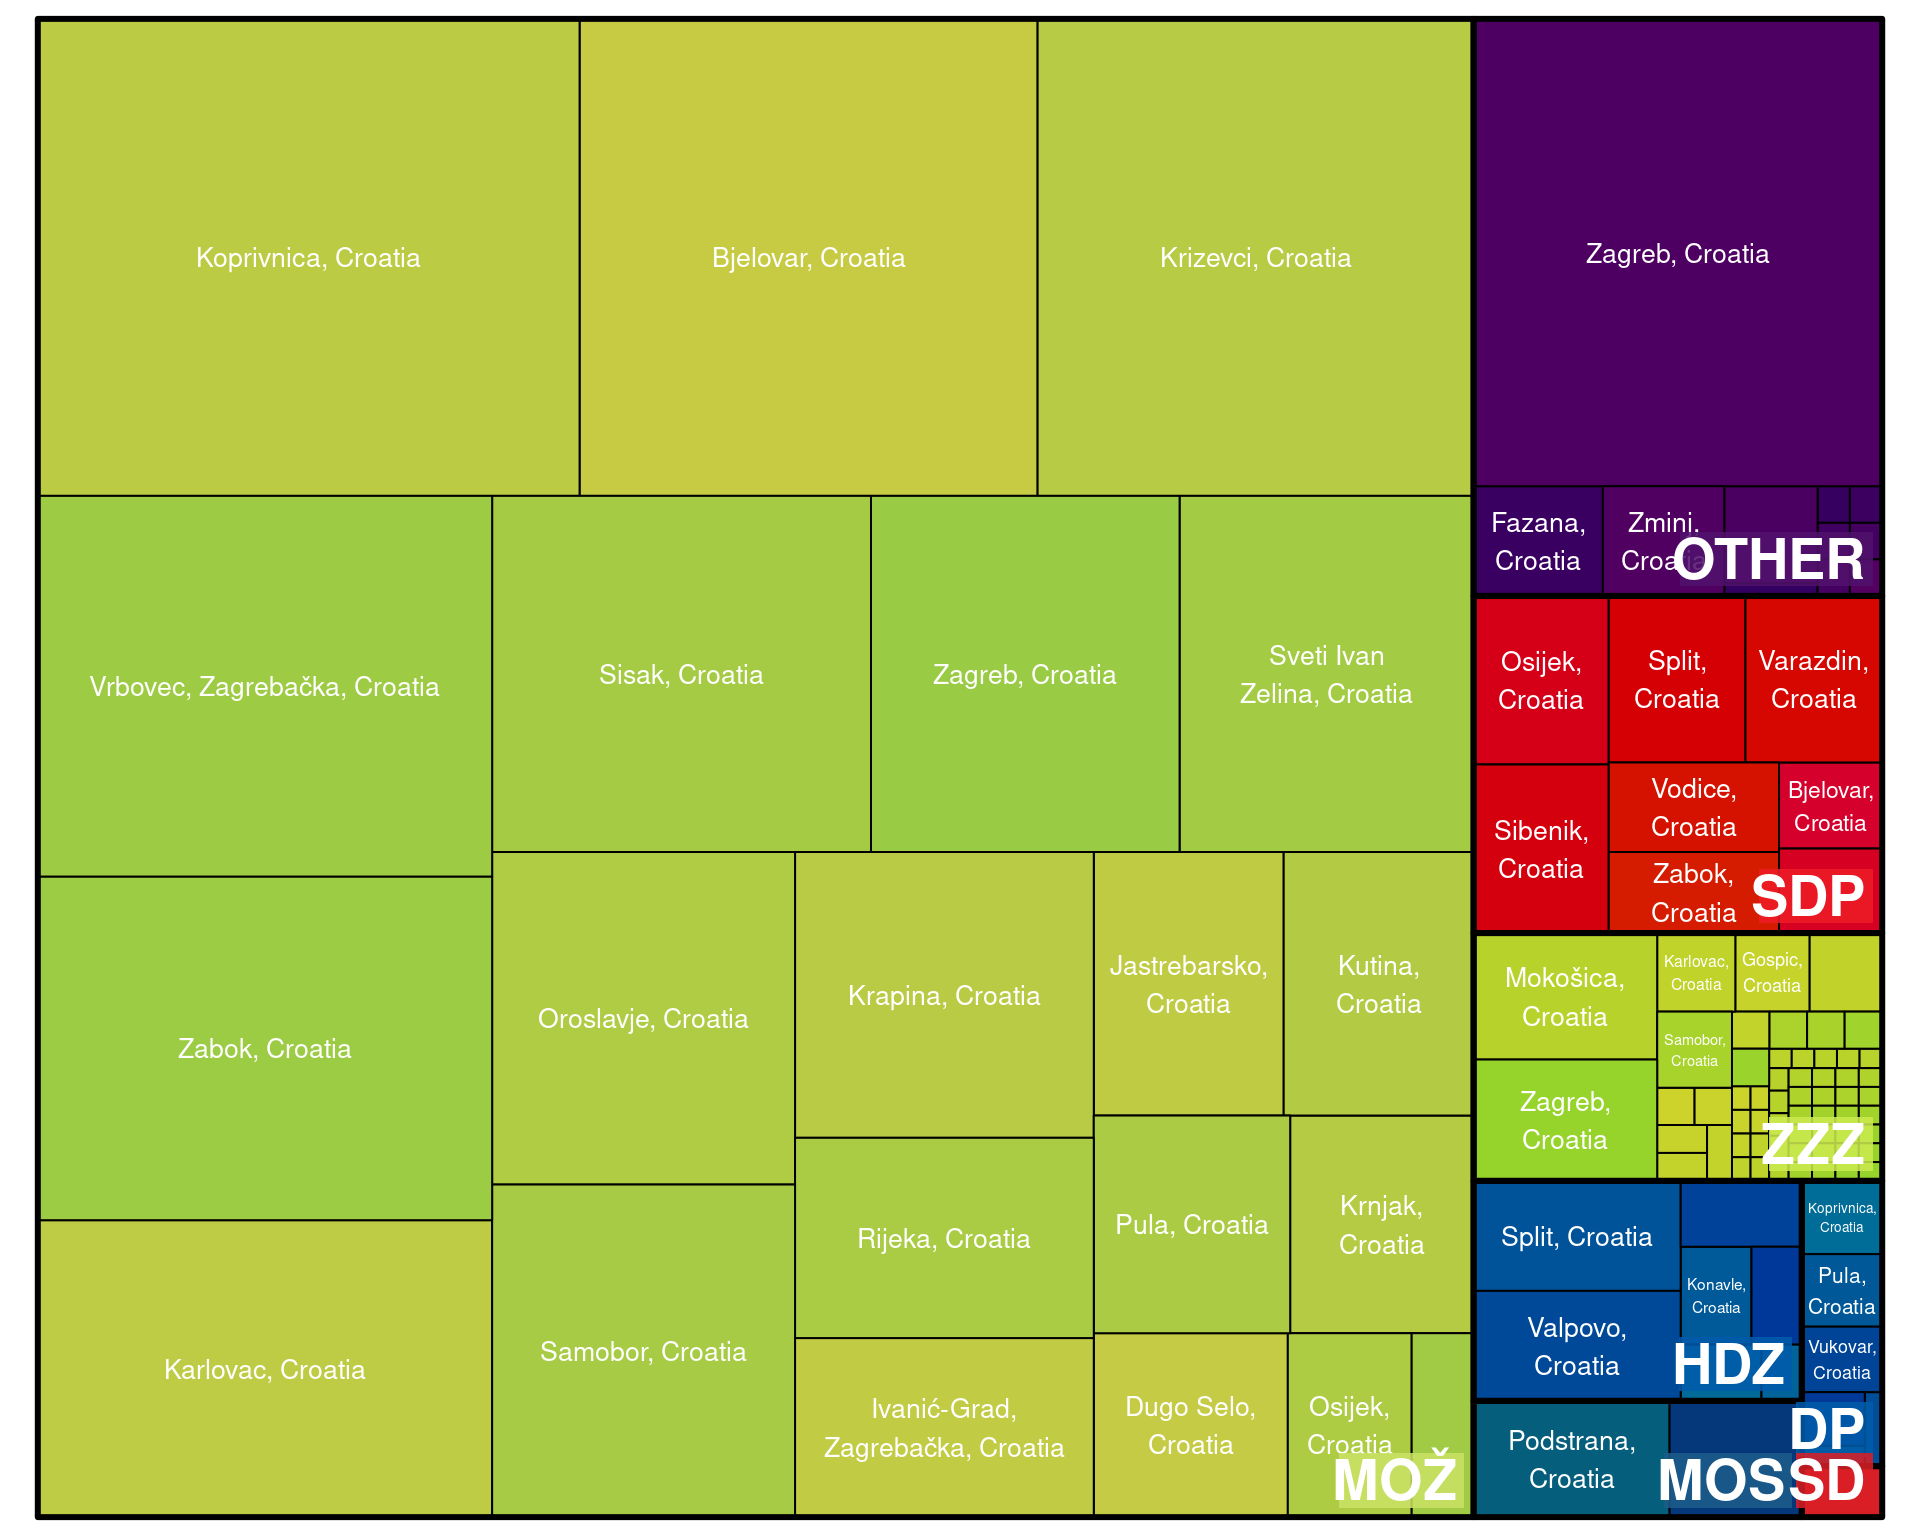 Koprivnica, Croatia
Bjelovar, Croatia
Krizevci, Croatia
Vrbovec, Zagrebačka, Croatia
Sisak, Croatia
Zagreb, Croatia
Sveti Ivan
Zelina, Croatia
Zabok, Croatia
Karlovac, Croatia
Oroslavje, Croatia
Samobor, Croatia
Krapina, Croatia
Rijeka, Croatia
Ivanić-Grad,
Zagrebačka, Croatia
Jastrebarsko,
Croatia
Kutina,
Croatia
Pula, Croatia
Krnjak,
Croatia
Dugo Selo,
Croatia
Osijek,
Croatia
MOŽ
Zagreb, Croatia
Fazana,
Croatia
Zminj,
Croatia
OTHER
Osijek,
Croatia
Split,
Croatia
Varazdin,
Croatia
Sibenik,
Croatia
Vodice,
Croatia
Bjelovar,
Croatia
Zabok,
Croatia
SDP
Mokošica,
Croatia
Zagreb,
Croatia
Karlovac,
Croatia
Gospic,
Croatia
Samobor,
Croatia
ZZZ
Split, Croatia
Valpovo,
Croatia
Konavle,
Croatia
HDZ
Koprivnica,
Croatia
Pula,
Croatia
Vukovar,
Croatia
DP
Podstrana,
Croatia
MOS
SD